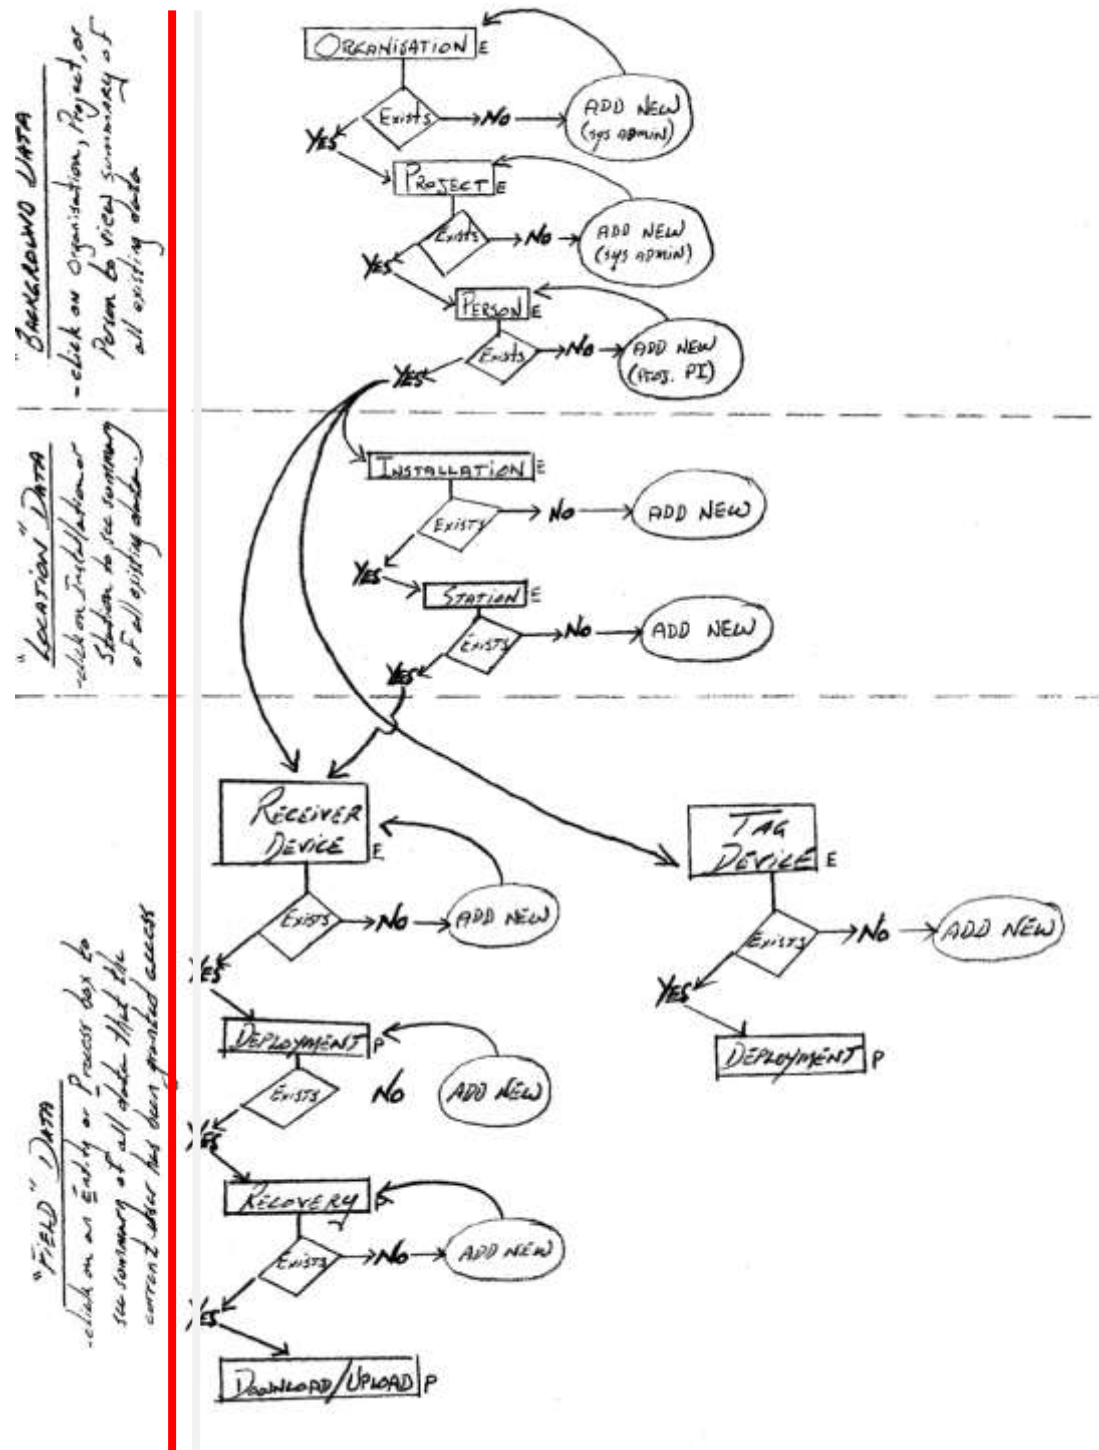 ORGANISATION E
Exists
No
ADD NEW
(sys ADMIN)
YES
PROJECT E
Exists
No
ADD NEW
(sys ADMIN)
YES
PERSON E
Exists
No
ADD NEW
(PROJ. PI)
YES
"BACKGROUND DATA
- click on Organisation, Project, or
Person to view summary of
all existing data
INSTALLATION E
EXISTS
No
ADD NEW
YES
STATION E
EXISTS
No
ADD NEW
YES
"LOCATION" DATA
-click on Installation or
Station to see summary
of all existing data.
RECEIVER
DEVICE E
EXISTS
No
ADD NEW
YES
DEPLOYMENT P
EXISTS
No
ADD NEW
YES
RECOVERY P
EXISTS
No
ADD NEW
YES
DOWNLOAD/UPLOAD P
TAG
DEVICE E
EXISTS
No
ADD NEW
YES
DEPLOYMENT P
"FIELD" DATA
-click on an Entity or Process box to
see summary of all data that the
current user has been granted access